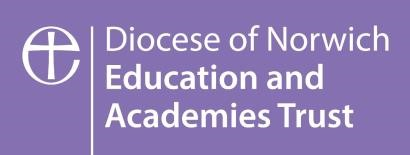 Diocese of Norwich
Education and
Academies Trust